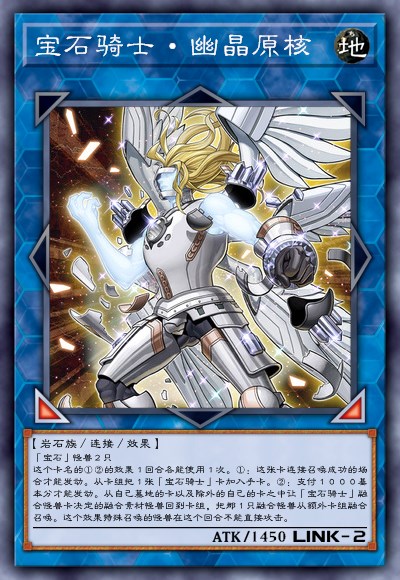 宝石骑士・幽晶原核
地
【岩石族／连接／效果】
「宝石」怪兽２只
这个卡名的①②的效果１回合各能使用１次。①：这张卡连接召唤成功的场
合才能发动。从卡组把１张「宝石骑士」卡加入手卡。②：支付１０００基
本分才能发动。从自己墓地的卡以及除外的自己的卡之中让「宝石骑士」融
合怪兽卡决定的融合素材怪兽回到卡组，把那１只融合怪兽从额外卡组融合
召唤。这个效果特殊召唤的怪兽在这个回合不能直接攻击。
ATK/1450 LINK-2